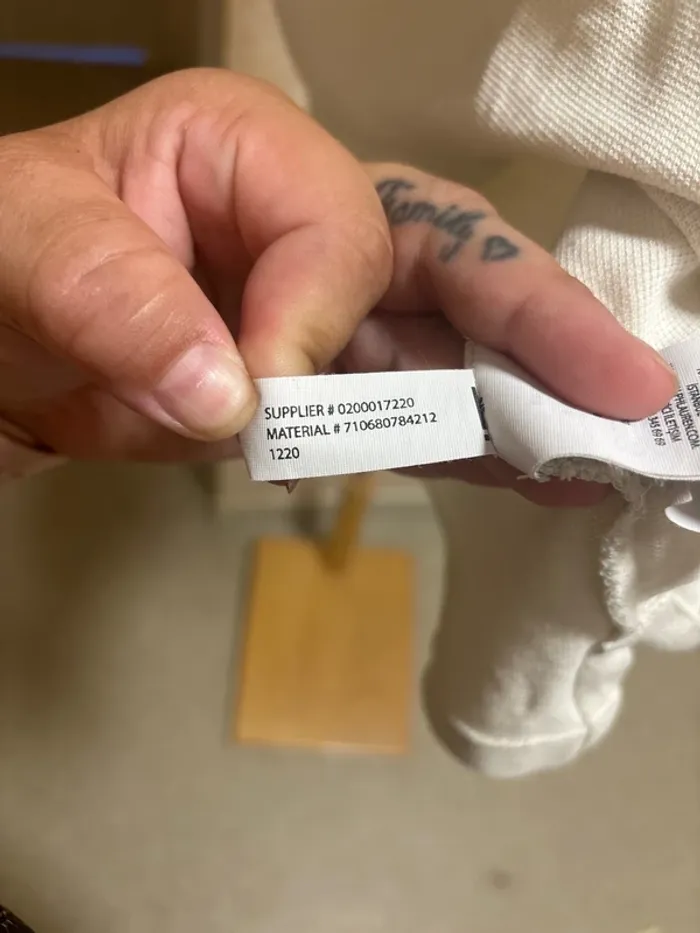 Family
SUPPLIER # 0200017220
MATERIAL # 710680784212
1220